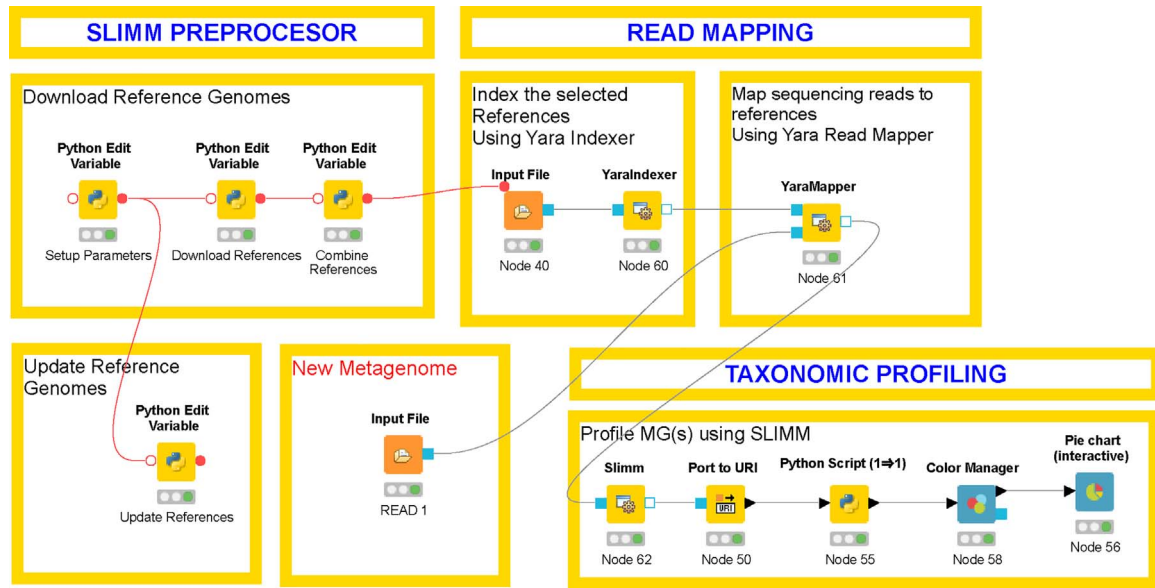 SLIMM PREPROCESOR
READ MAPPING
Download Reference Genomes
Python Edit
Variable
Setup Parameters
Python Edit
Variable
Download References
Python Edit
Variable
Combine
References
Index the selected
References
Using Yara Indexer
Input File
Node 40
YaraIndexer
Node 60
Map sequencing reads to
references
Using Yara Read Mapper
YaraMapper
Node 61
Update Reference
Genomes
Python Edit
Variable
Update References
New Metagenome
Input File
READ 1
TAXONOMIC PROFILING
Profile MG(s) using SLIMM
Slimm
Node 62
Port to URI
URI
Node 50
Python Script (1⇒1)
Node 55
Color Manager
Node 58
Pie chart
(interactive)
Node 56